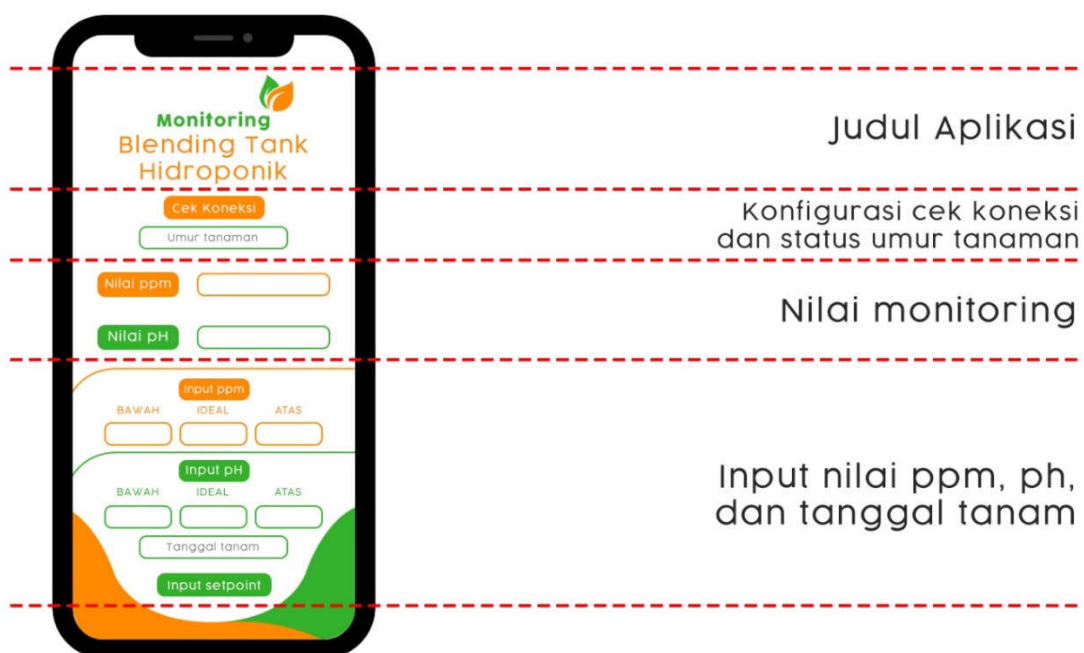 Monitoring
Blending Tank
Hidroponik
Judul Aplikasi
Cek Koneksi
Umur tanaman
Konfigurasi cek koneksi
dan status umur tanaman
Nilai ppm
Nilai pH
Nilai monitoring
Input ppm
BAWAH IDEAL ATAS
Input pH
BAWAH IDEAL ATAS
Tanggal tanam
Input setpoint
Input nilai ppm, ph,
dan tanggal tanam